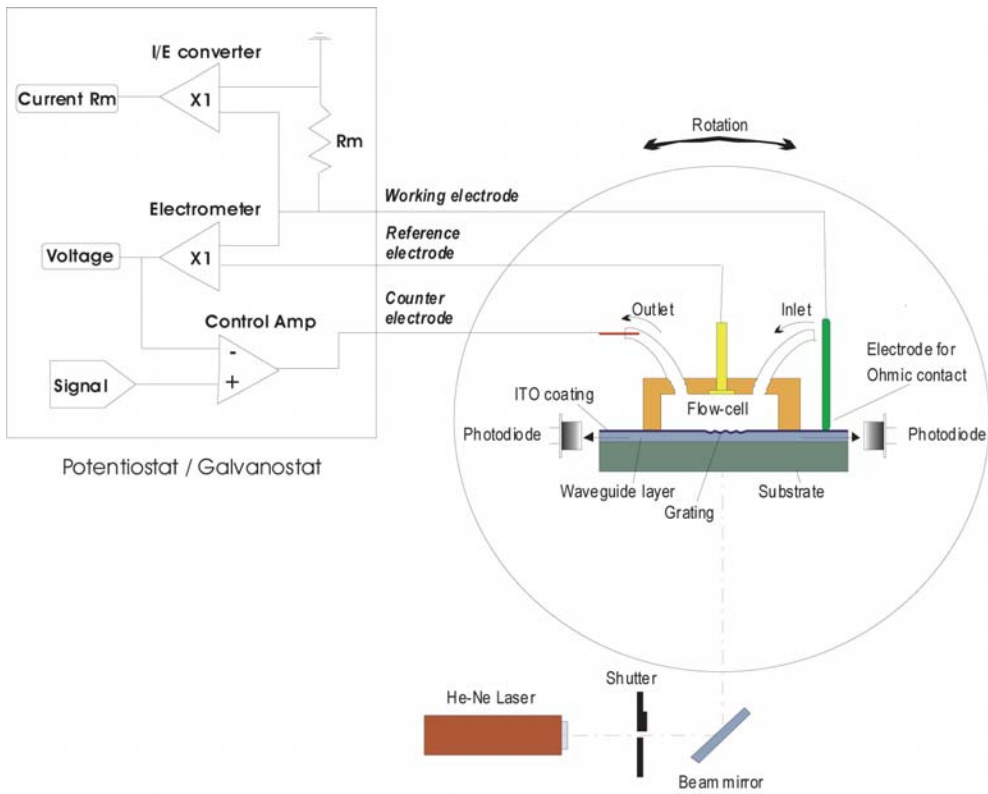 I/E converter
Current Rm
X1
Rm
Rotation
Working electrode
Electrometer
Reference
electrode
Voltage
X1
Counter
electrode
Control Amp
-
+
Signal
Potentiostat / Galvanostat
Outlet
Inlet
Electrode for
Ohmic contact
ITO coating
Flow-cell
Photodiode
Photodiode
Waveguide layer
Substrate
Grating
Shutter
He-Ne Laser
Beam mirror